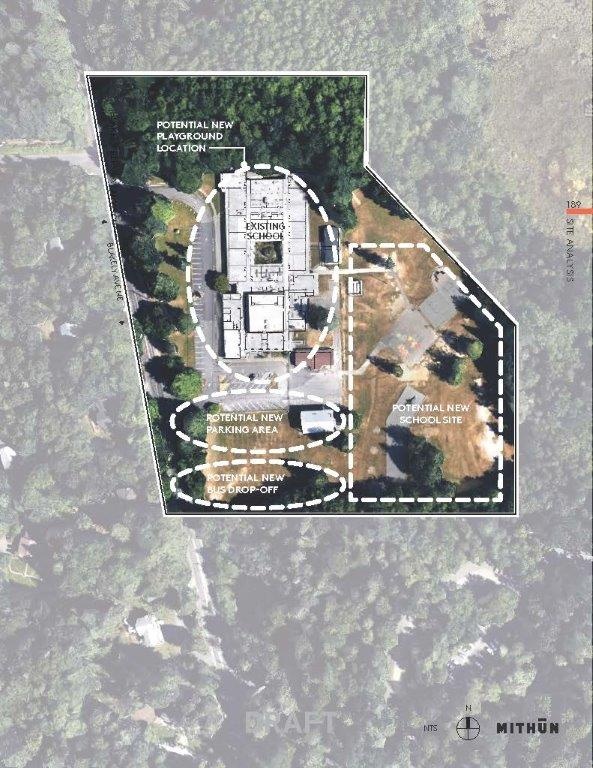 POTENTIAL NEW
PLAYGROUND
LOCATION
189
SITE ANALYSIS
EXISTING
SCHOOL
POTENTIAL NEW
PARKING AREA
POTENTIAL NEW
SCHOOL SITE
POTENTIAL NEW
BUS DROP-OFF
DRAFT
NTS
N
MITHŪN